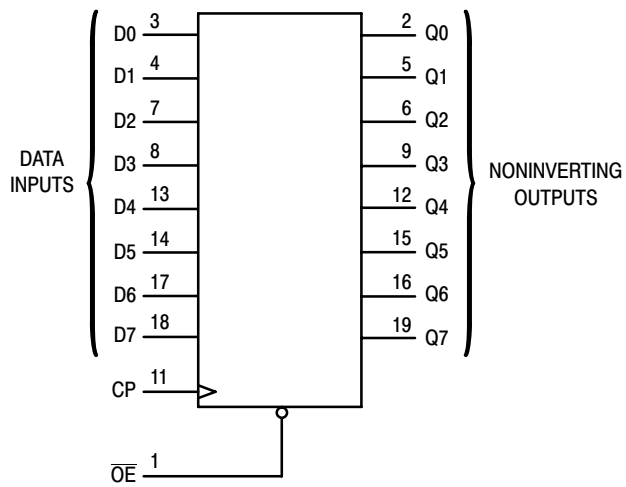 D0 3 2 Q0
D1 4 5 Q1
D2 7 6 Q2
D3 8 9 Q3
DATA
INPUTS
NONINVERTING
OUTPUTS
D4 13 12 Q4
D5 14 15 Q5
D6 17 16 Q6
D7 18 19 Q7
CP 11
O̅E̅ 1